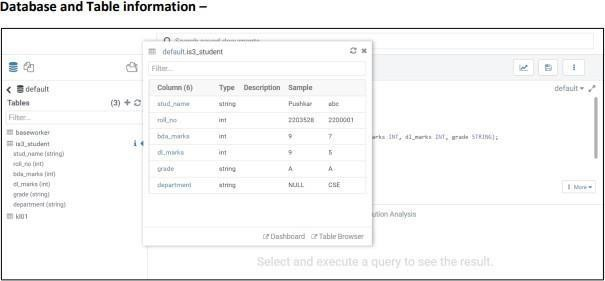 Database and Table information –
Search saved documents...
default
Tables (3)
Filter...
baseworker
is3_student
stud_name (string)
roll_no (int)
bda_marks (int)
dl_marks (int)
grade (string)
department (string)
kl01
default.is3_student
Filter...
Column (6) Type Description Sample
stud_name string Pushkar abc
roll_no int 2203528 2200001
bda_marks int 9 7
dl_marks int 9 5
grade string A A
department string NULL CSE
Dashboard Table Browser
default
INT, dl_marks INT, grade STRING);
More
Analysis
Select and execute a query to see the result.